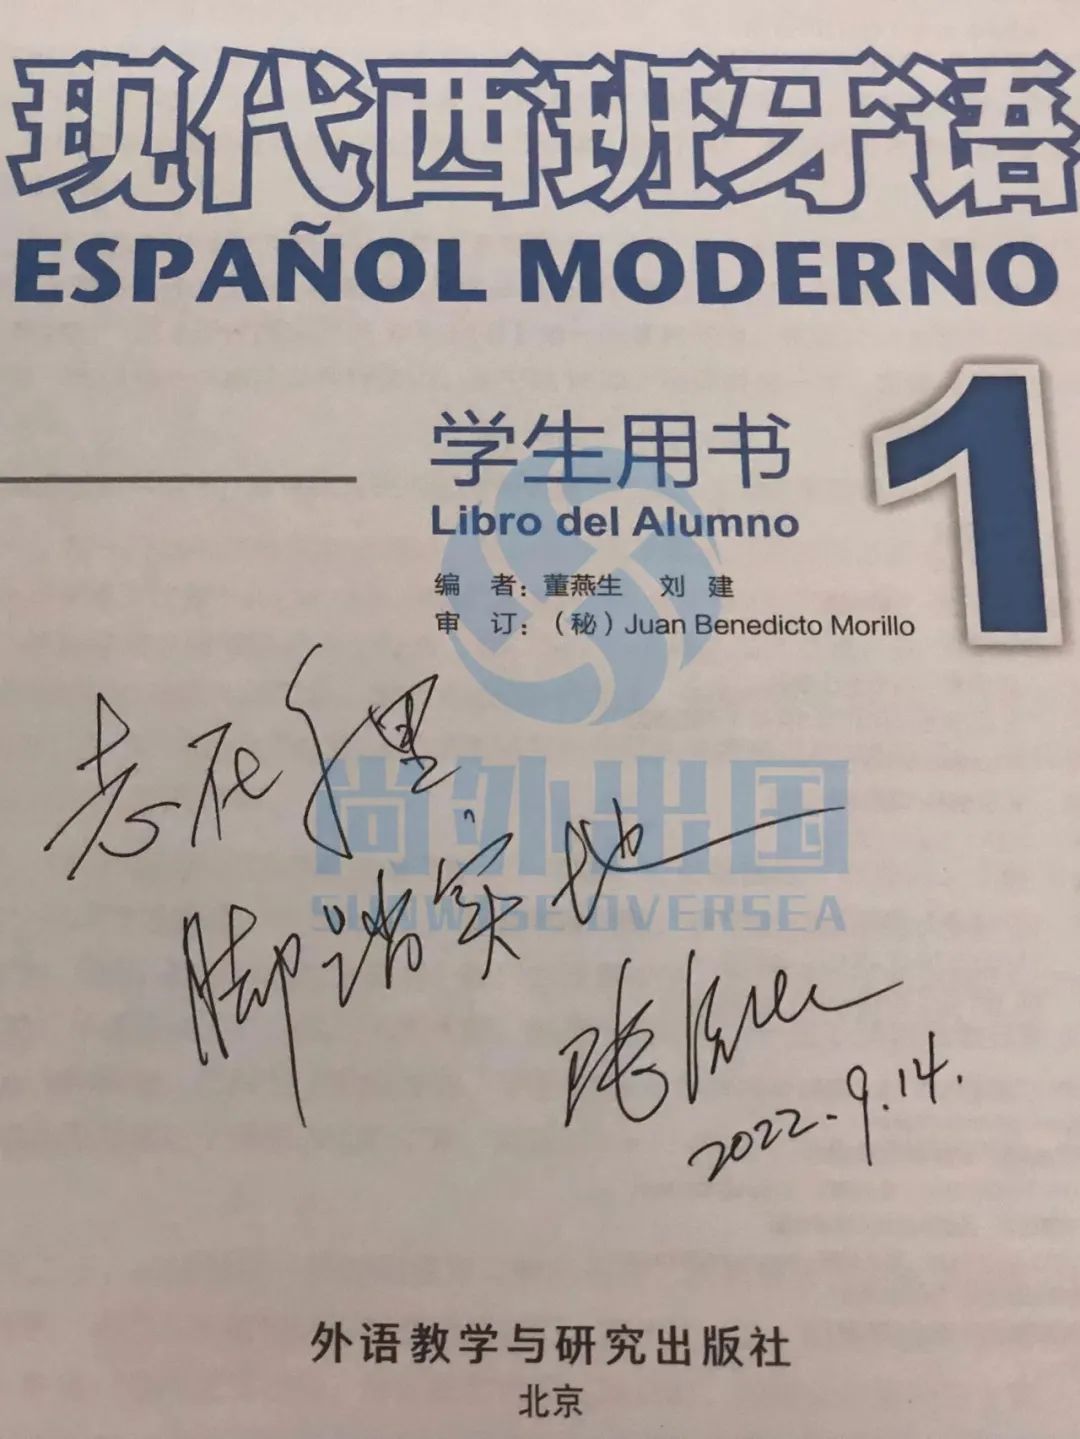 现代西班牙语
ESPAÑOL MODERNO
1
学生用书
Libro del Alumno
编 者：董燕生 刘 建
审 订：（秘）Juan Benedicto Morillo
志在千里，
脚踏实地
2022.9.14.
尚外出国
SUNWISE OVERSEA
外语教学与研究出版社
北京